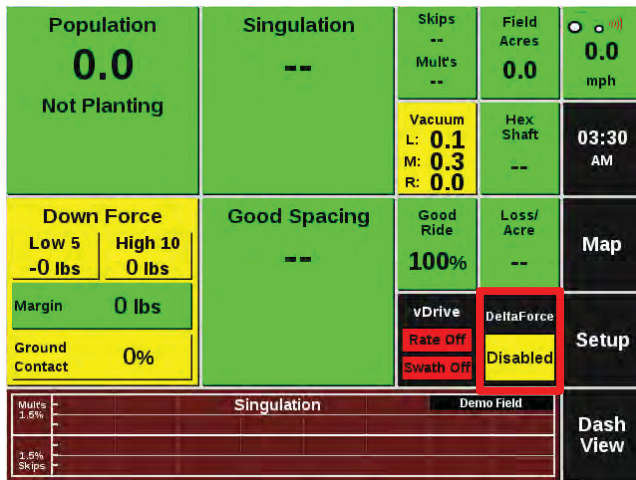 Population
0.0
Not Planting
Singulation
--
Skips
--
Mult's
--
Field
Acres
0.0
0.0
mph
Vacuum
L: 0.1
M: 0.3
R: 0.0
Hex
Shaft
--
03:30
AM
Down Force
Low 5 High 10
-0 lbs 0 lbs
Margin 0 lbs
Ground
Contact 0%
Good Spacing
--
Good
Ride
100%
Loss/
Acre
--
Map
vDrive
Rate Off
Swath Off
DeltaForce
Disabled
Setup
Mult's
1.5%
1.5%
Skips
Singulation
Demo Field
Dash
View